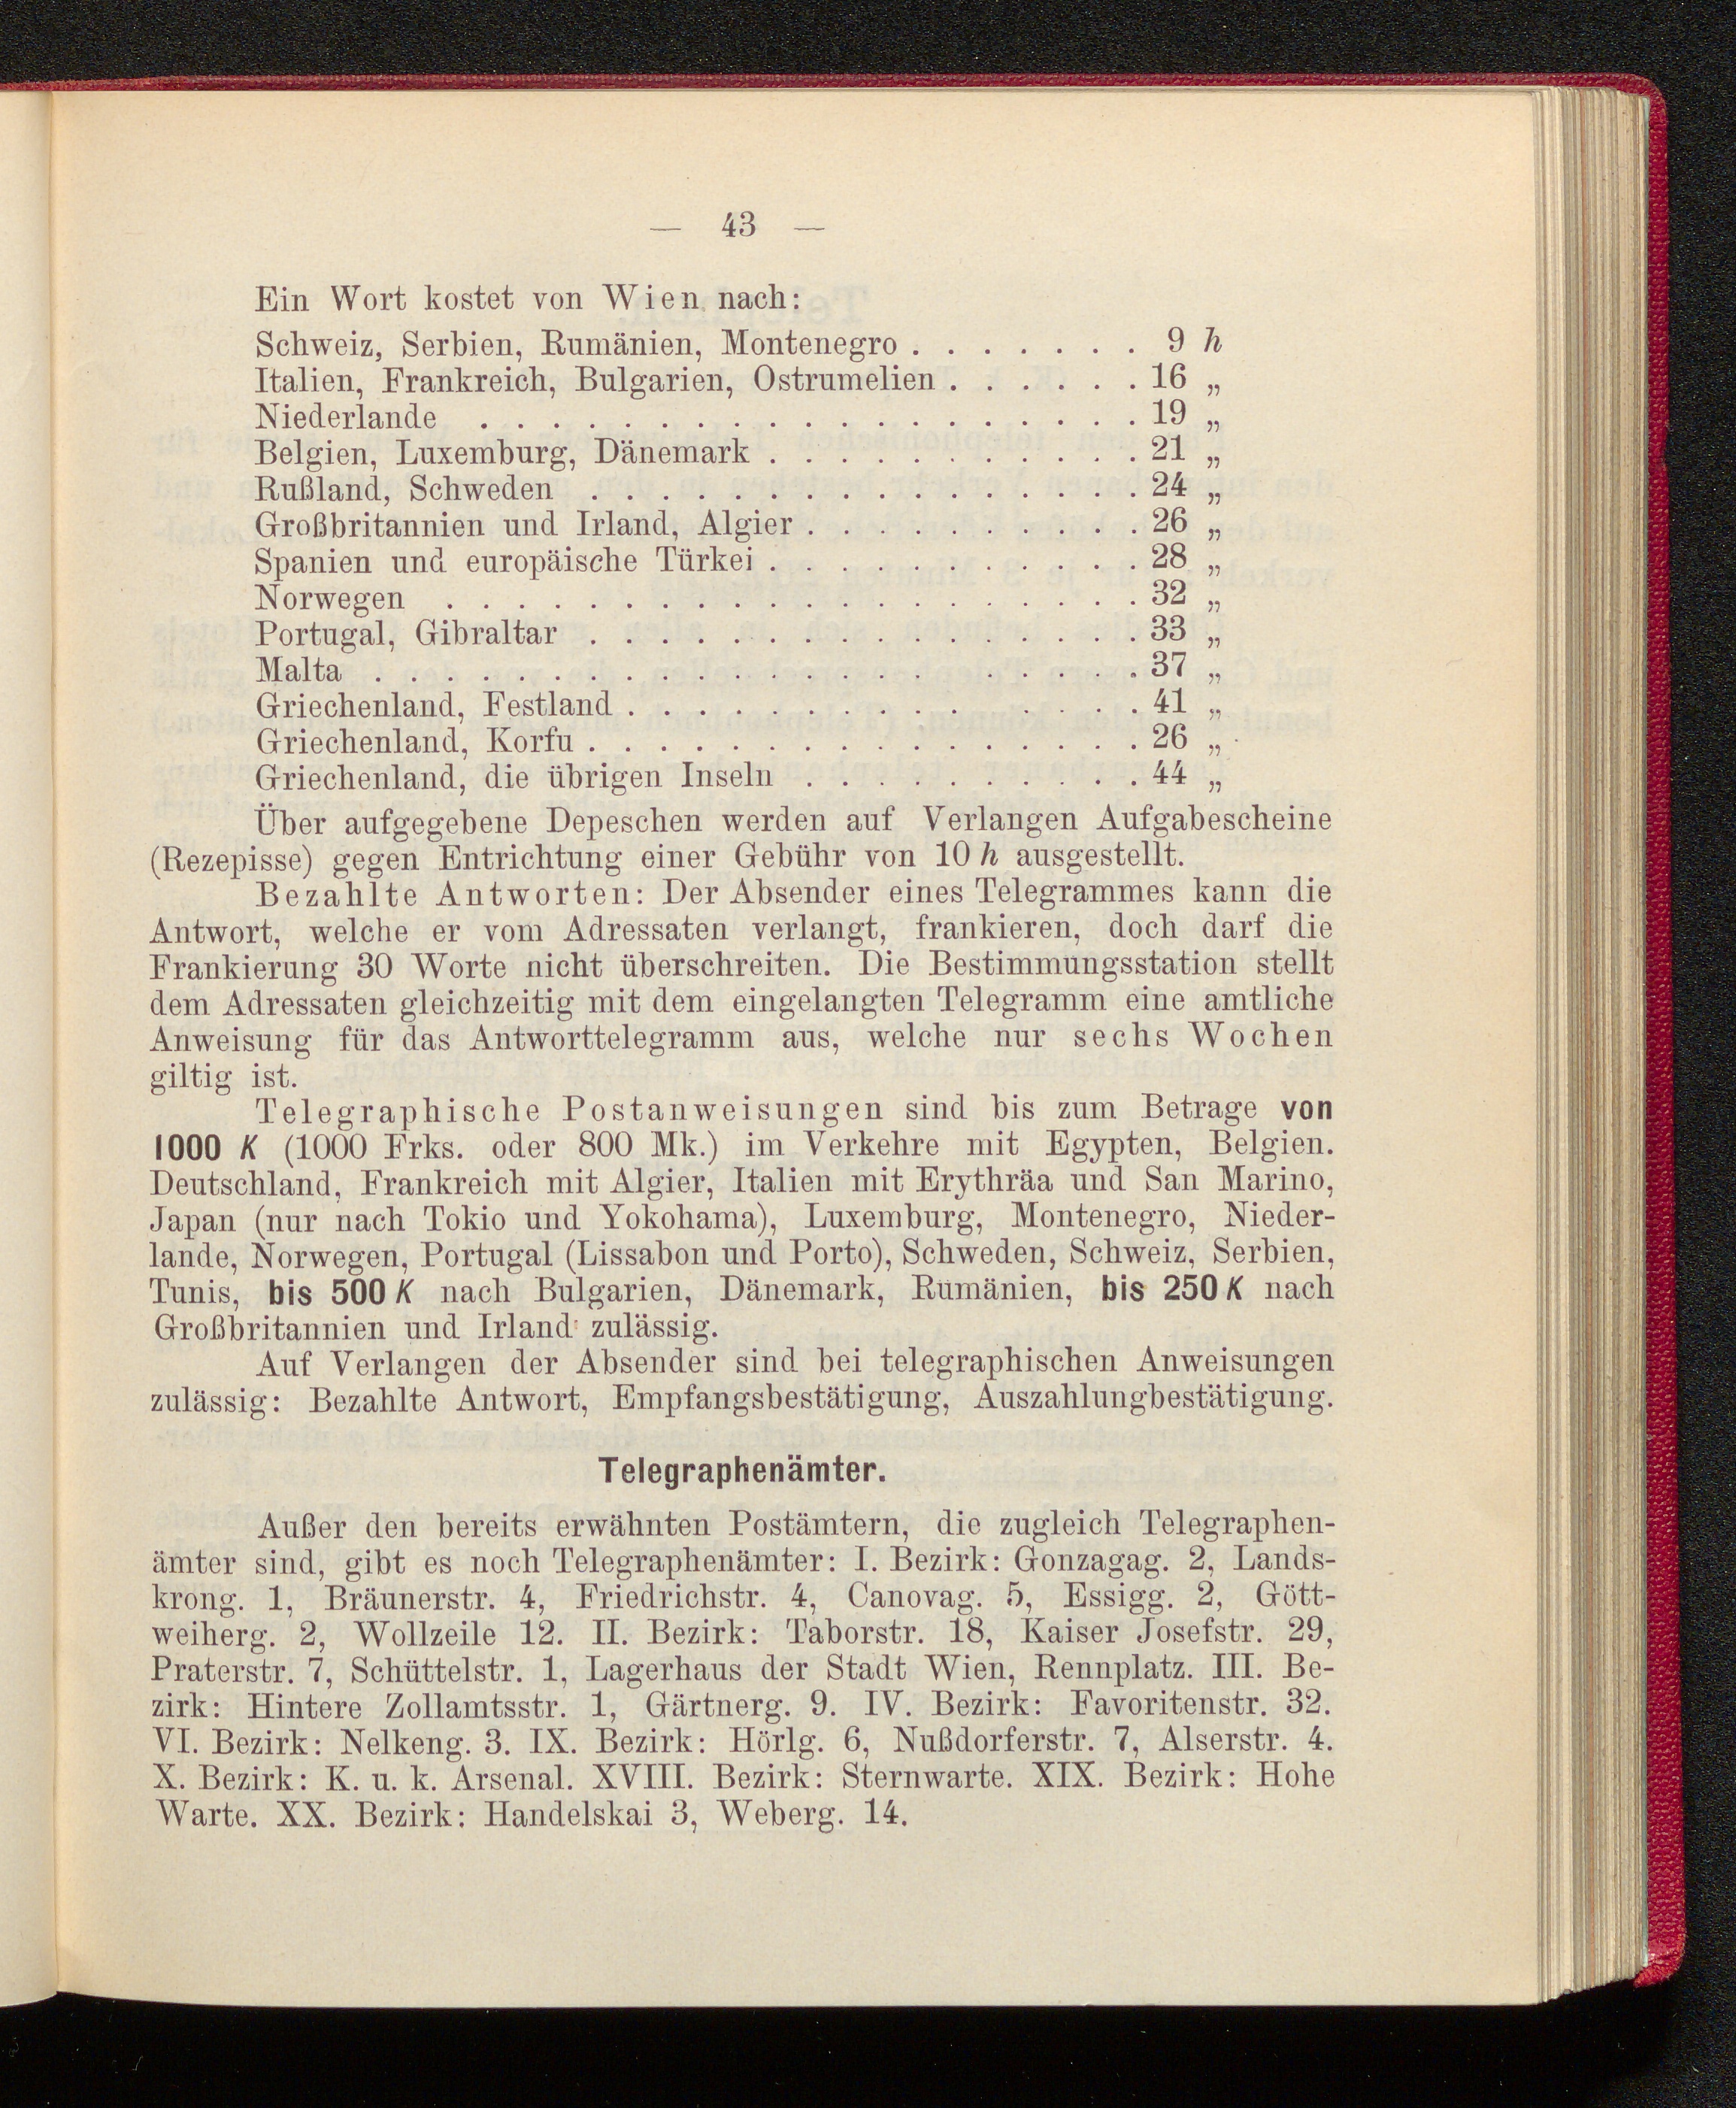 — 43 —
Ein Wort kostet von Wien nach:
Schweiz, Serbien, Rumänien, Montenegro . . . . . . . 9 h
Italien, Frankreich, Bulgarien, Ostrumelien . . . . . . 16 „
Niederlande . . . . . . . . . . . . . . . . . . . 19 „
Belgien, Luxemburg, Dänemark . . . . . . . . . . . 21 „
Rußland, Schweden . . . . . . . . . . . . . . . . 24 „
Großbritannien und Irland, Algier . . . . . . . . . . 26 „
Spanien und europäische Türkei . . . . . . . . . . . 28 „
Norwegen . . . . . . . . . . . . . . . . . . . . 32 „
Portugal, Gibraltar . . . . . . . . . . . . . . . . 33 „
Malta . . . . . . . . . . . . . . . . . . . . . . 37 „
Griechenland, Festland . . . . . . . . . . . . . . . 41 „
Griechenland, Korfu . . . . . . . . . . . . . . . . 26 „
Griechenland, die übrigen Inseln . . . . . . . . . . 44 „
Über aufgegebene Depeschen werden auf Verlangen Aufgabescheine
(Rezepisse) gegen Entrichtung einer Gebühr von 10 h ausgestellt.
Bezahlte Antworten: Der Absender eines Telegrammes kann die
Antwort, welche er vom Adressaten verlangt, frankieren, doch darf die
Frankierung 30 Worte nicht überschreiten. Die Bestimmungsstation stellt
dem Adressaten gleichzeitig mit dem eingelangten Telegramm eine amtliche
Anweisung für das Antworttelegramm aus, welche nur sechs Wochen
giltig ist.
Telegraphische Postanweisungen sind bis zum Betrage von
1000 K (1000 Frks. oder 800 Mk.) im Verkehre mit Egypten, Belgien.
Deutschland, Frankreich mit Algier, Italien mit Erythräa und San Marino,
Japan (nur nach Tokio und Yokohama), Luxemburg, Montenegro, Nieder-
lande, Norwegen, Portugal (Lissabon und Porto), Schweden, Schweiz, Serbien,
Tunis, bis 500 K nach Bulgarien, Dänemark, Rumänien, bis 250 K nach
Großbritannien und Irland zulässig.
Auf Verlangen der Absender sind bei telegraphischen Anweisungen
zulässig: Bezahlte Antwort, Empfangsbestätigung, Auszahlungbestätigung.
Telegraphenämter.
Außer den bereits erwähnten Postämtern, die zugleich Telegraphen-
ämter sind, gibt es noch Telegraphenämter: I. Bezirk: Gonzagag. 2, Lands-
krong. 1, Bräunerstr. 4, Friedrichstr. 4, Canovag. 5, Essigg. 2, Gött-
weiherg. 2, Wollzeile 12. II. Bezirk: Taborstr. 18, Kaiser Josefstr. 29,
Praterstr. 7, Schüttelstr. 1, Lagerhaus der Stadt Wien, Rennplatz. III. Be-
zirk: Hintere Zollamtsstr. 1, Gärtnerg. 9. IV. Bezirk: Favoritenstr. 32.
VI. Bezirk: Nelkeng. 3. IX. Bezirk: Hörlg. 6, Nußdorferstr. 7, Alserstr. 4.
X. Bezirk: K. u. k. Arsenal. XVIII. Bezirk: Sternwarte. XIX. Bezirk: Hohe
Warte. XX. Bezirk: Handelskai 3, Weberg. 14.